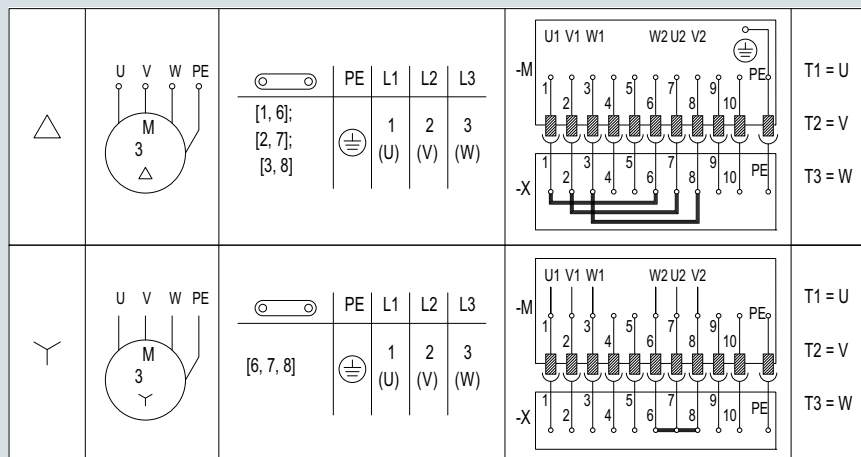 U V W PE
M
3
PE L1 L2 L3
[1, 6];
[2, 7];
[3, 8]
1 2 3
(U) (V) (W)
U1 V1 W1 W2 U2 V2
-M
1 2 3 4 5 6 7 8 9 10 PE
-X
1 2 3 4 5 6 7 8 9 10 PE
T1 = U
T2 = V
T3 = W
U V W PE
M
3
PE L1 L2 L3
[6, 7, 8]
1 2 3
(U) (V) (W)
U1 V1 W1 W2 U2 V2
-M
1 2 3 4 5 6 7 8 9 10 PE
-X
1 2 3 4 5 6 7 8 9 10 PE
T1 = U
T2 = V
T3 = W